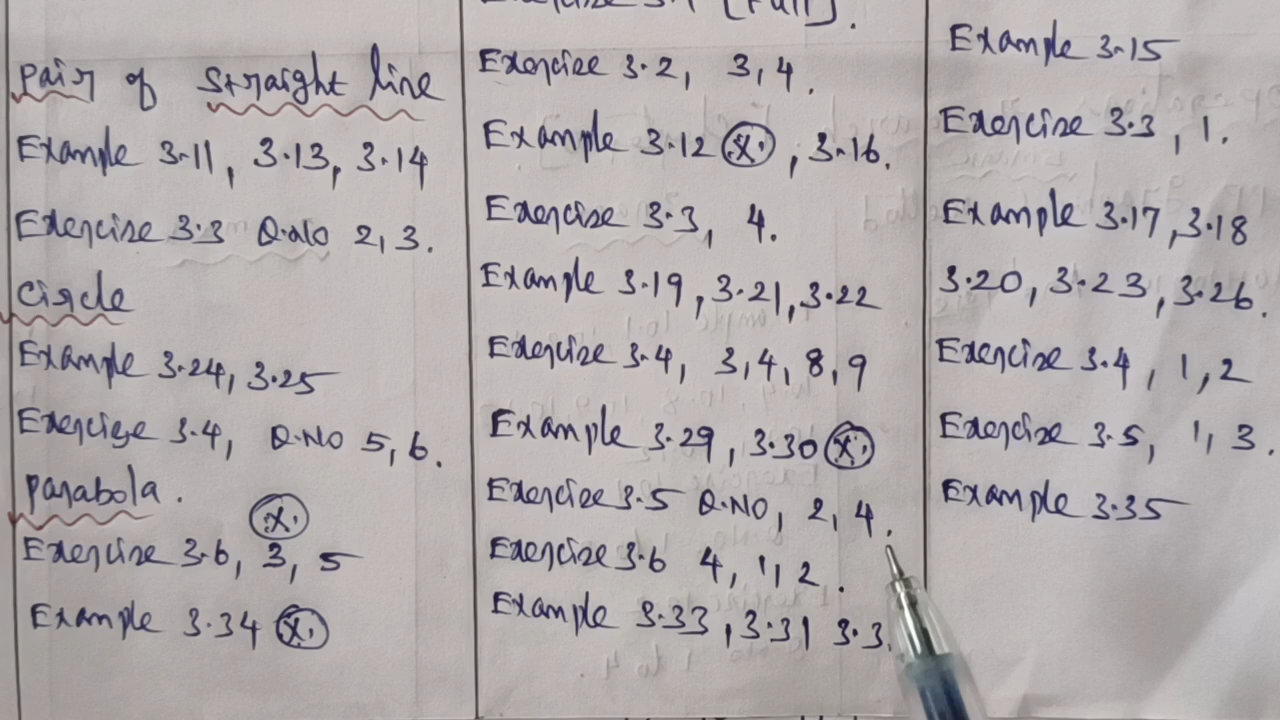 Pair of Straight line
Example 3.11, 3.13, 3.14
Exercise 3.3 Q.No 2, 3.
Circle
Example 3.24, 3.25
Exercise 3.4, Q.No 5, 6.
Parabola.
(X)
Exercise 3.6, 3, 5
Example 3.34 (X)
[Full].
Exercise 3.2, 3, 4.
Example 3.12 (X), 3.16.
Exercise 3.3, 4.
Example 3.19, 3.21, 3.22
Exercise 3.4, 3, 4, 8, 9
Example 3.29, 3.30 (X)
Exercise 3.5 Q.No, 2, 4.
Exercise 3.6 4, 1, 2.
Example 3.33, 3.31 3.3
Example 3.15
Exercise 3.3, 1.
Example 3.17, 3.18
3.20, 3.23, 3.26.
Exercise 3.4, 1, 2
Exercise 3.5, 1, 3.
Example 3.35